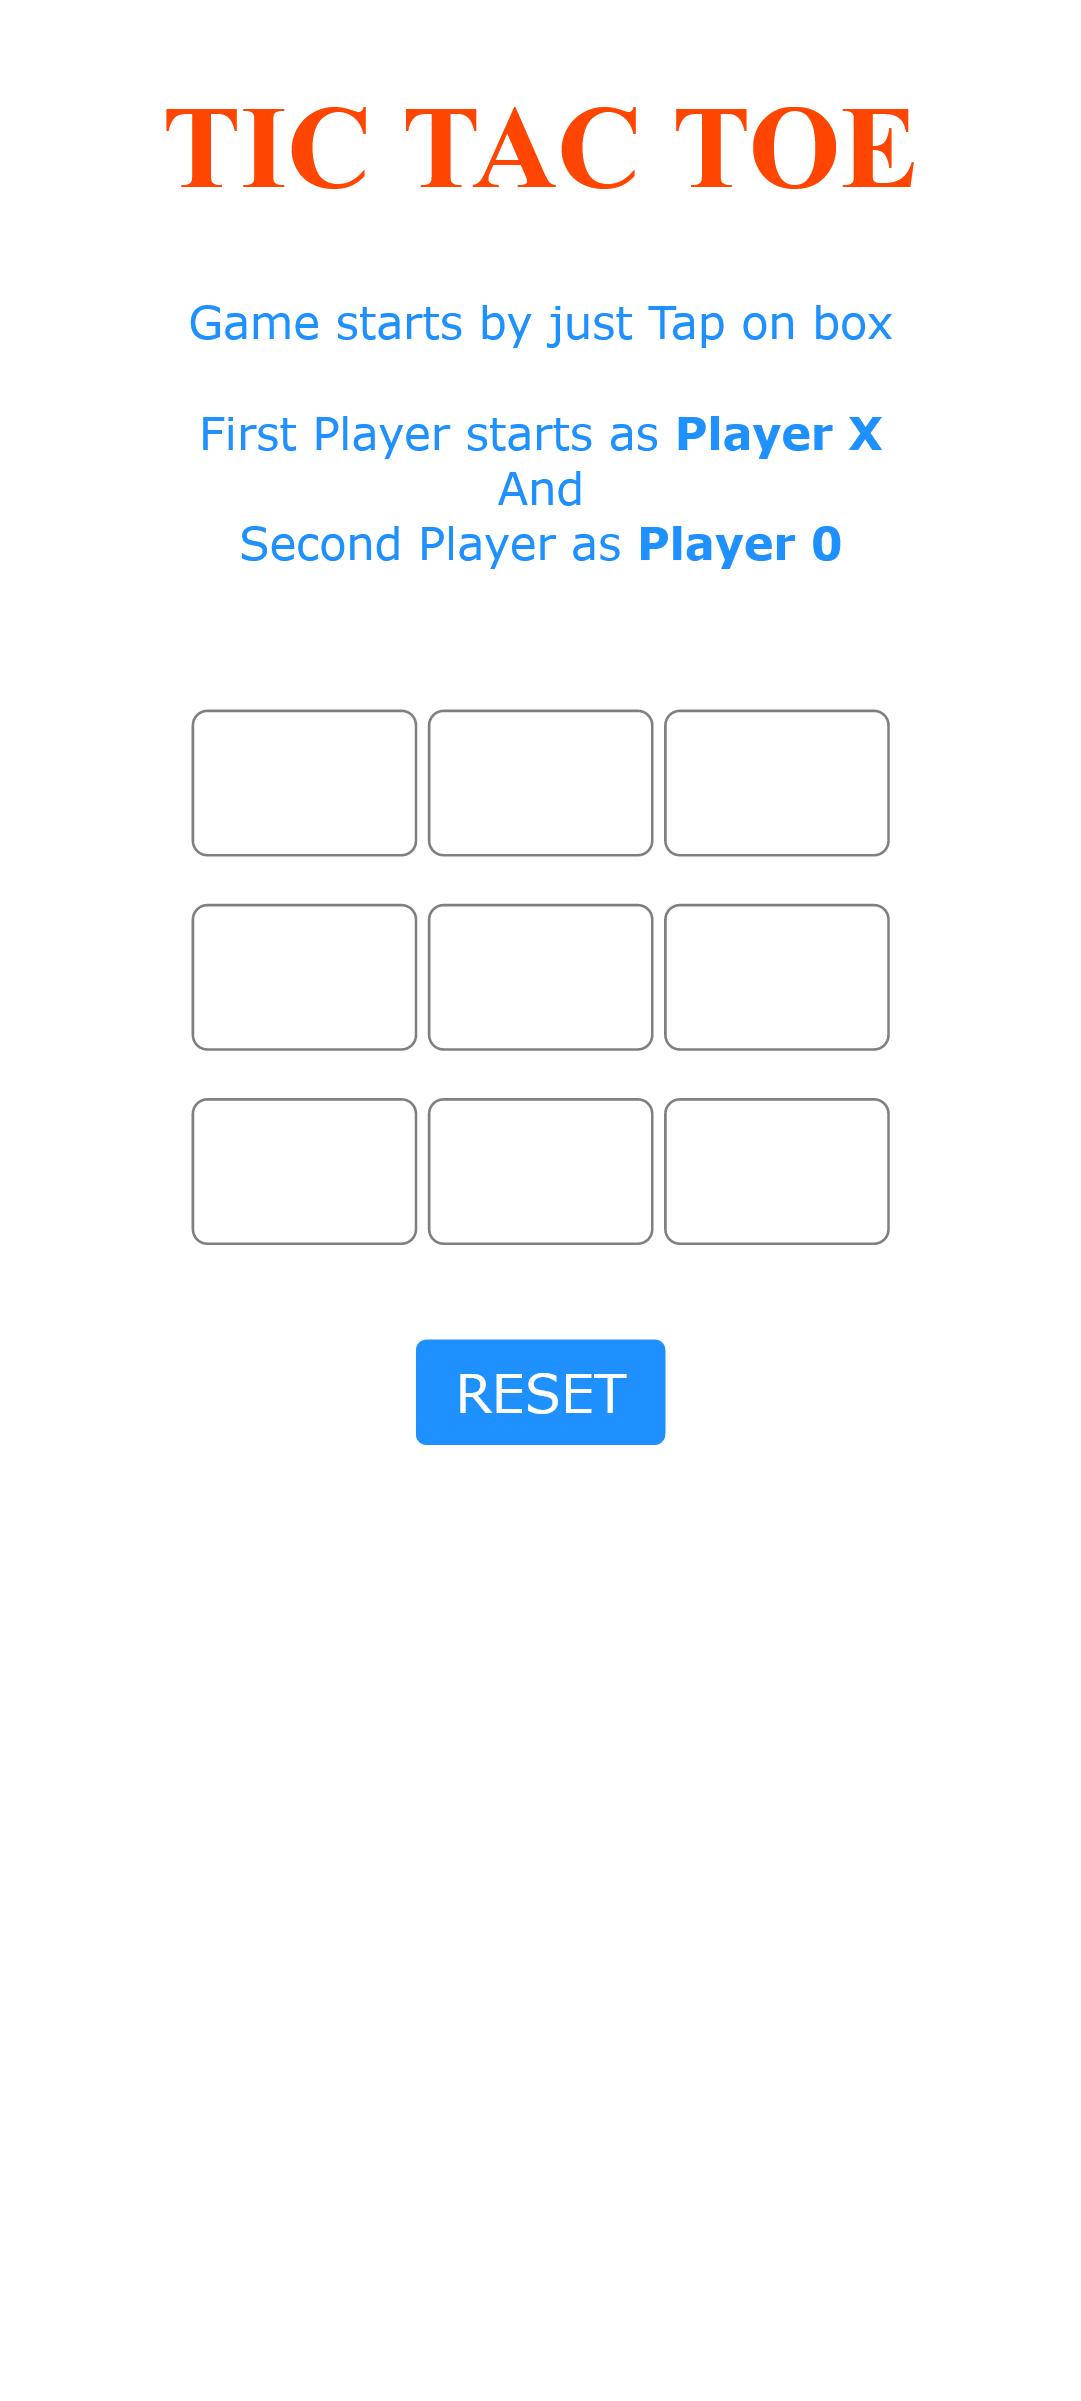 TIC TAC TOE
Game starts by just Tap on box
First Player starts as Player X
And
Second Player as Player 0
RESET